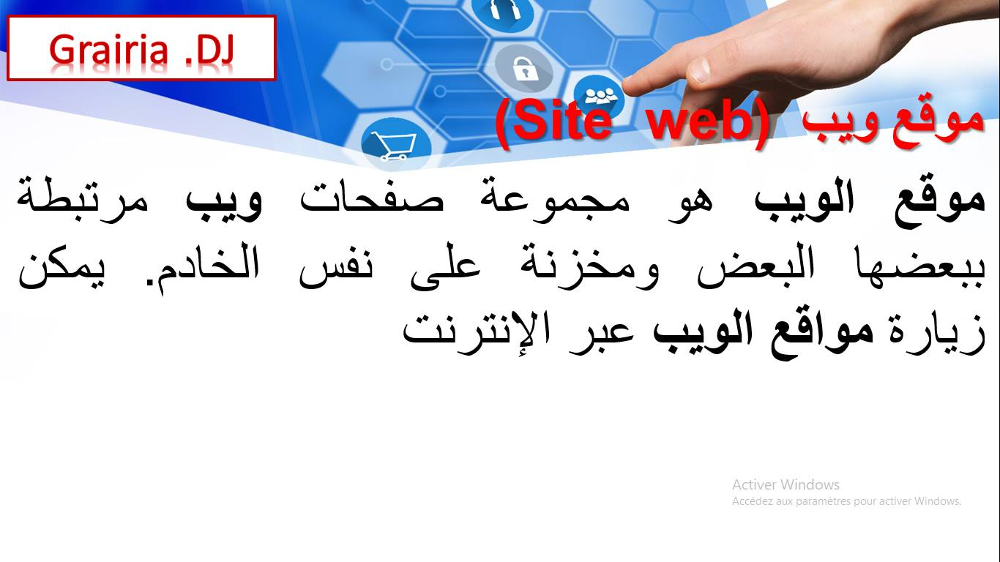 Grairia .DJ
موقع ويب (Site web)
موقع الويب هو مجموعة صفحات ويب مرتبطة
ببعضها البعض ومخزنة على نفس الخادم. يمكن
زيارة مواقع الويب عبر الإنترنت
Activer Windows
Accédez aux paramètres pour activer Windows.